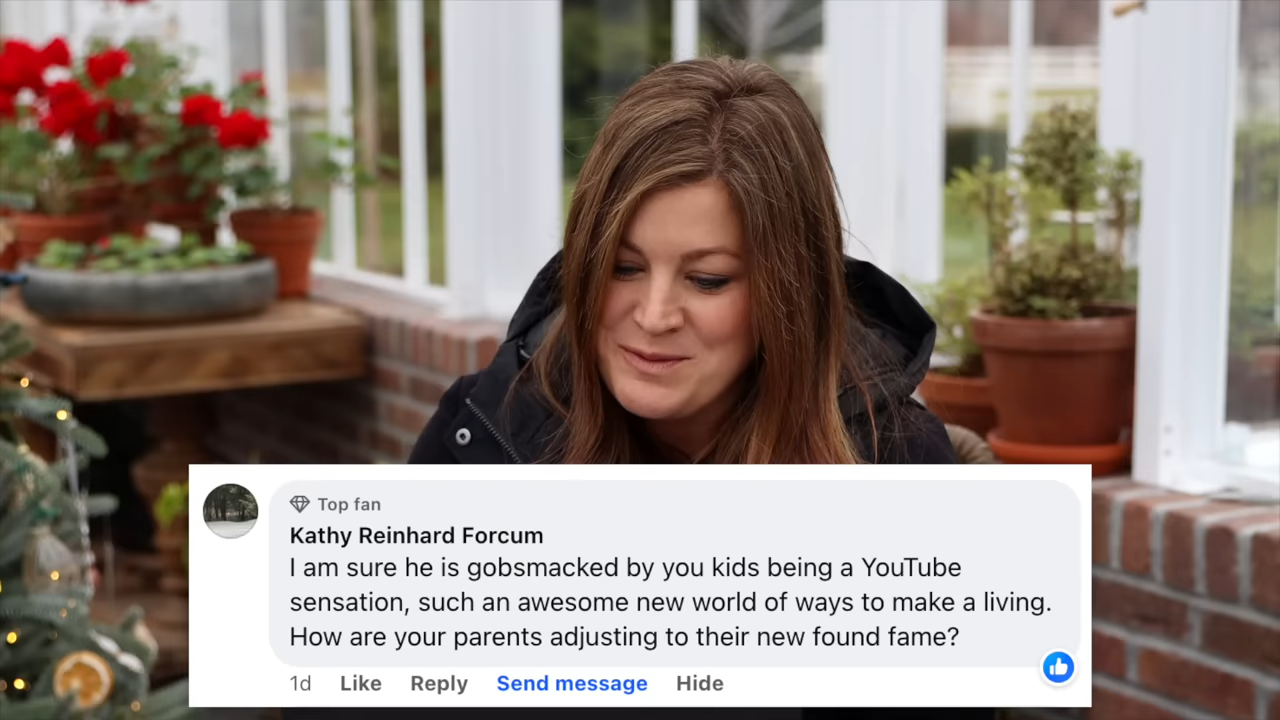 Top fan
Kathy Reinhard Forcum
I am sure he is gobsmacked by you kids being a YouTube
sensation, such an awesome new world of ways to make a living.
How are your parents adjusting to their new found fame?
1d Like Reply Send message Hide